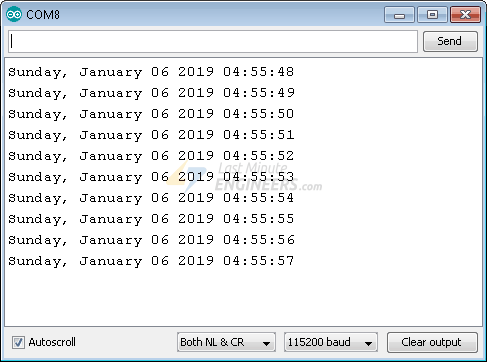 COM8
Send
Sunday, January 06 2019 04:55:48
Sunday, January 06 2019 04:55:49
Sunday, January 06 2019 04:55:50
Sunday, January 06 2019 04:55:51
Sunday, January 06 2019 04:55:52
Sunday, January 06 2019 04:55:53
Sunday, January 06 2019 04:55:54
Sunday, January 06 2019 04:55:55
Sunday, January 06 2019 04:55:56
Sunday, January 06 2019 04:55:57
Last Minute
ENGINEERS.com
Autoscroll
Both NL & CR
115200 baud
Clear output